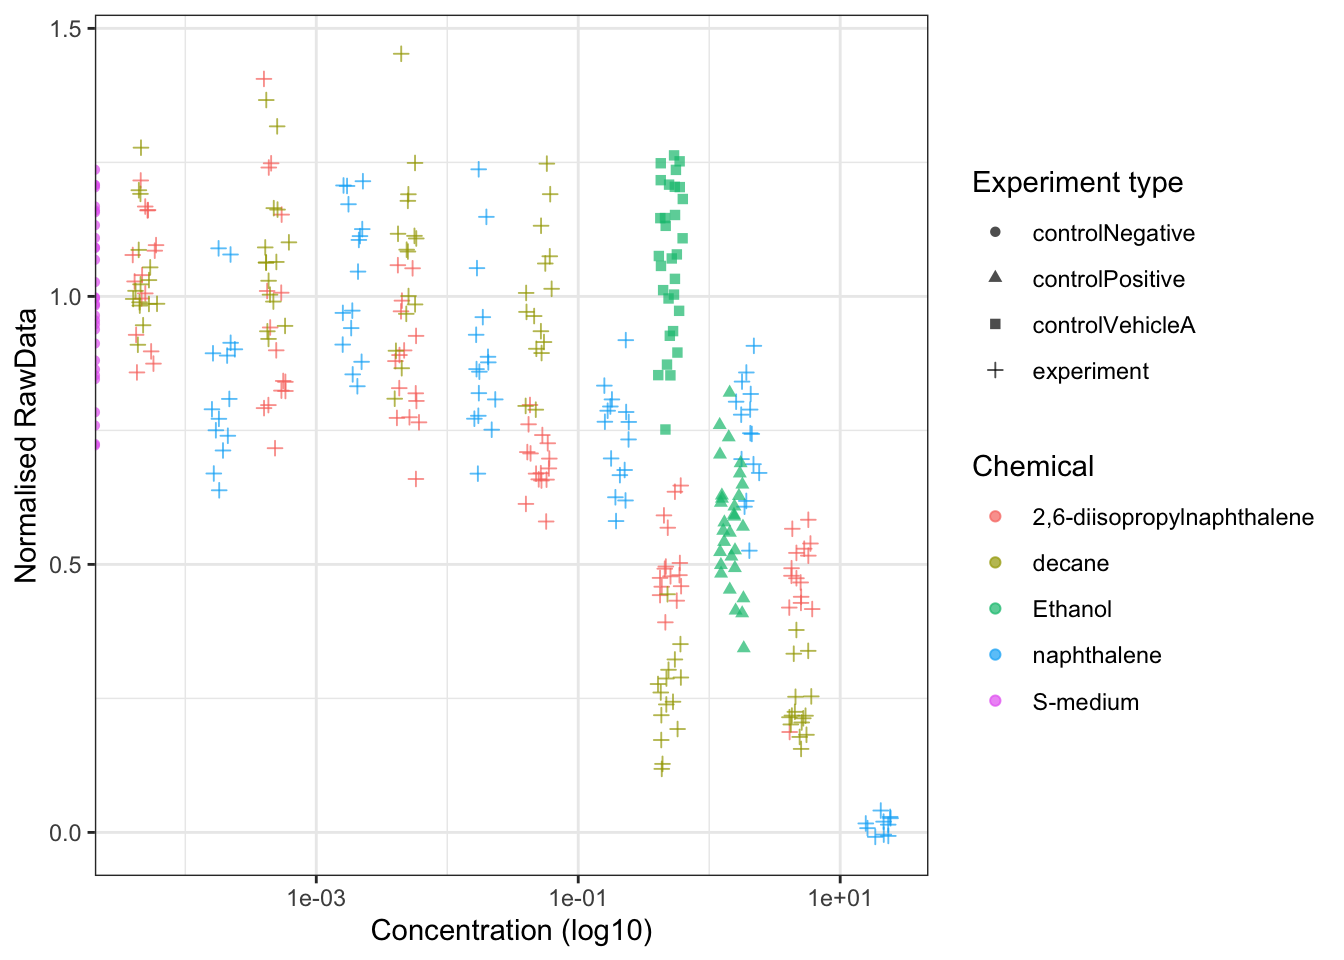 1.5
1.0
0.5
0.0
Normalised RawData
1e-03
1e-01
1e+01
Concentration (log10)
Experiment type
controlNegative
controlPositive
controlVehicleA
experiment
Chemical
2,6-diisopropylnaphthalene
decane
Ethanol
naphthalene
S-medium